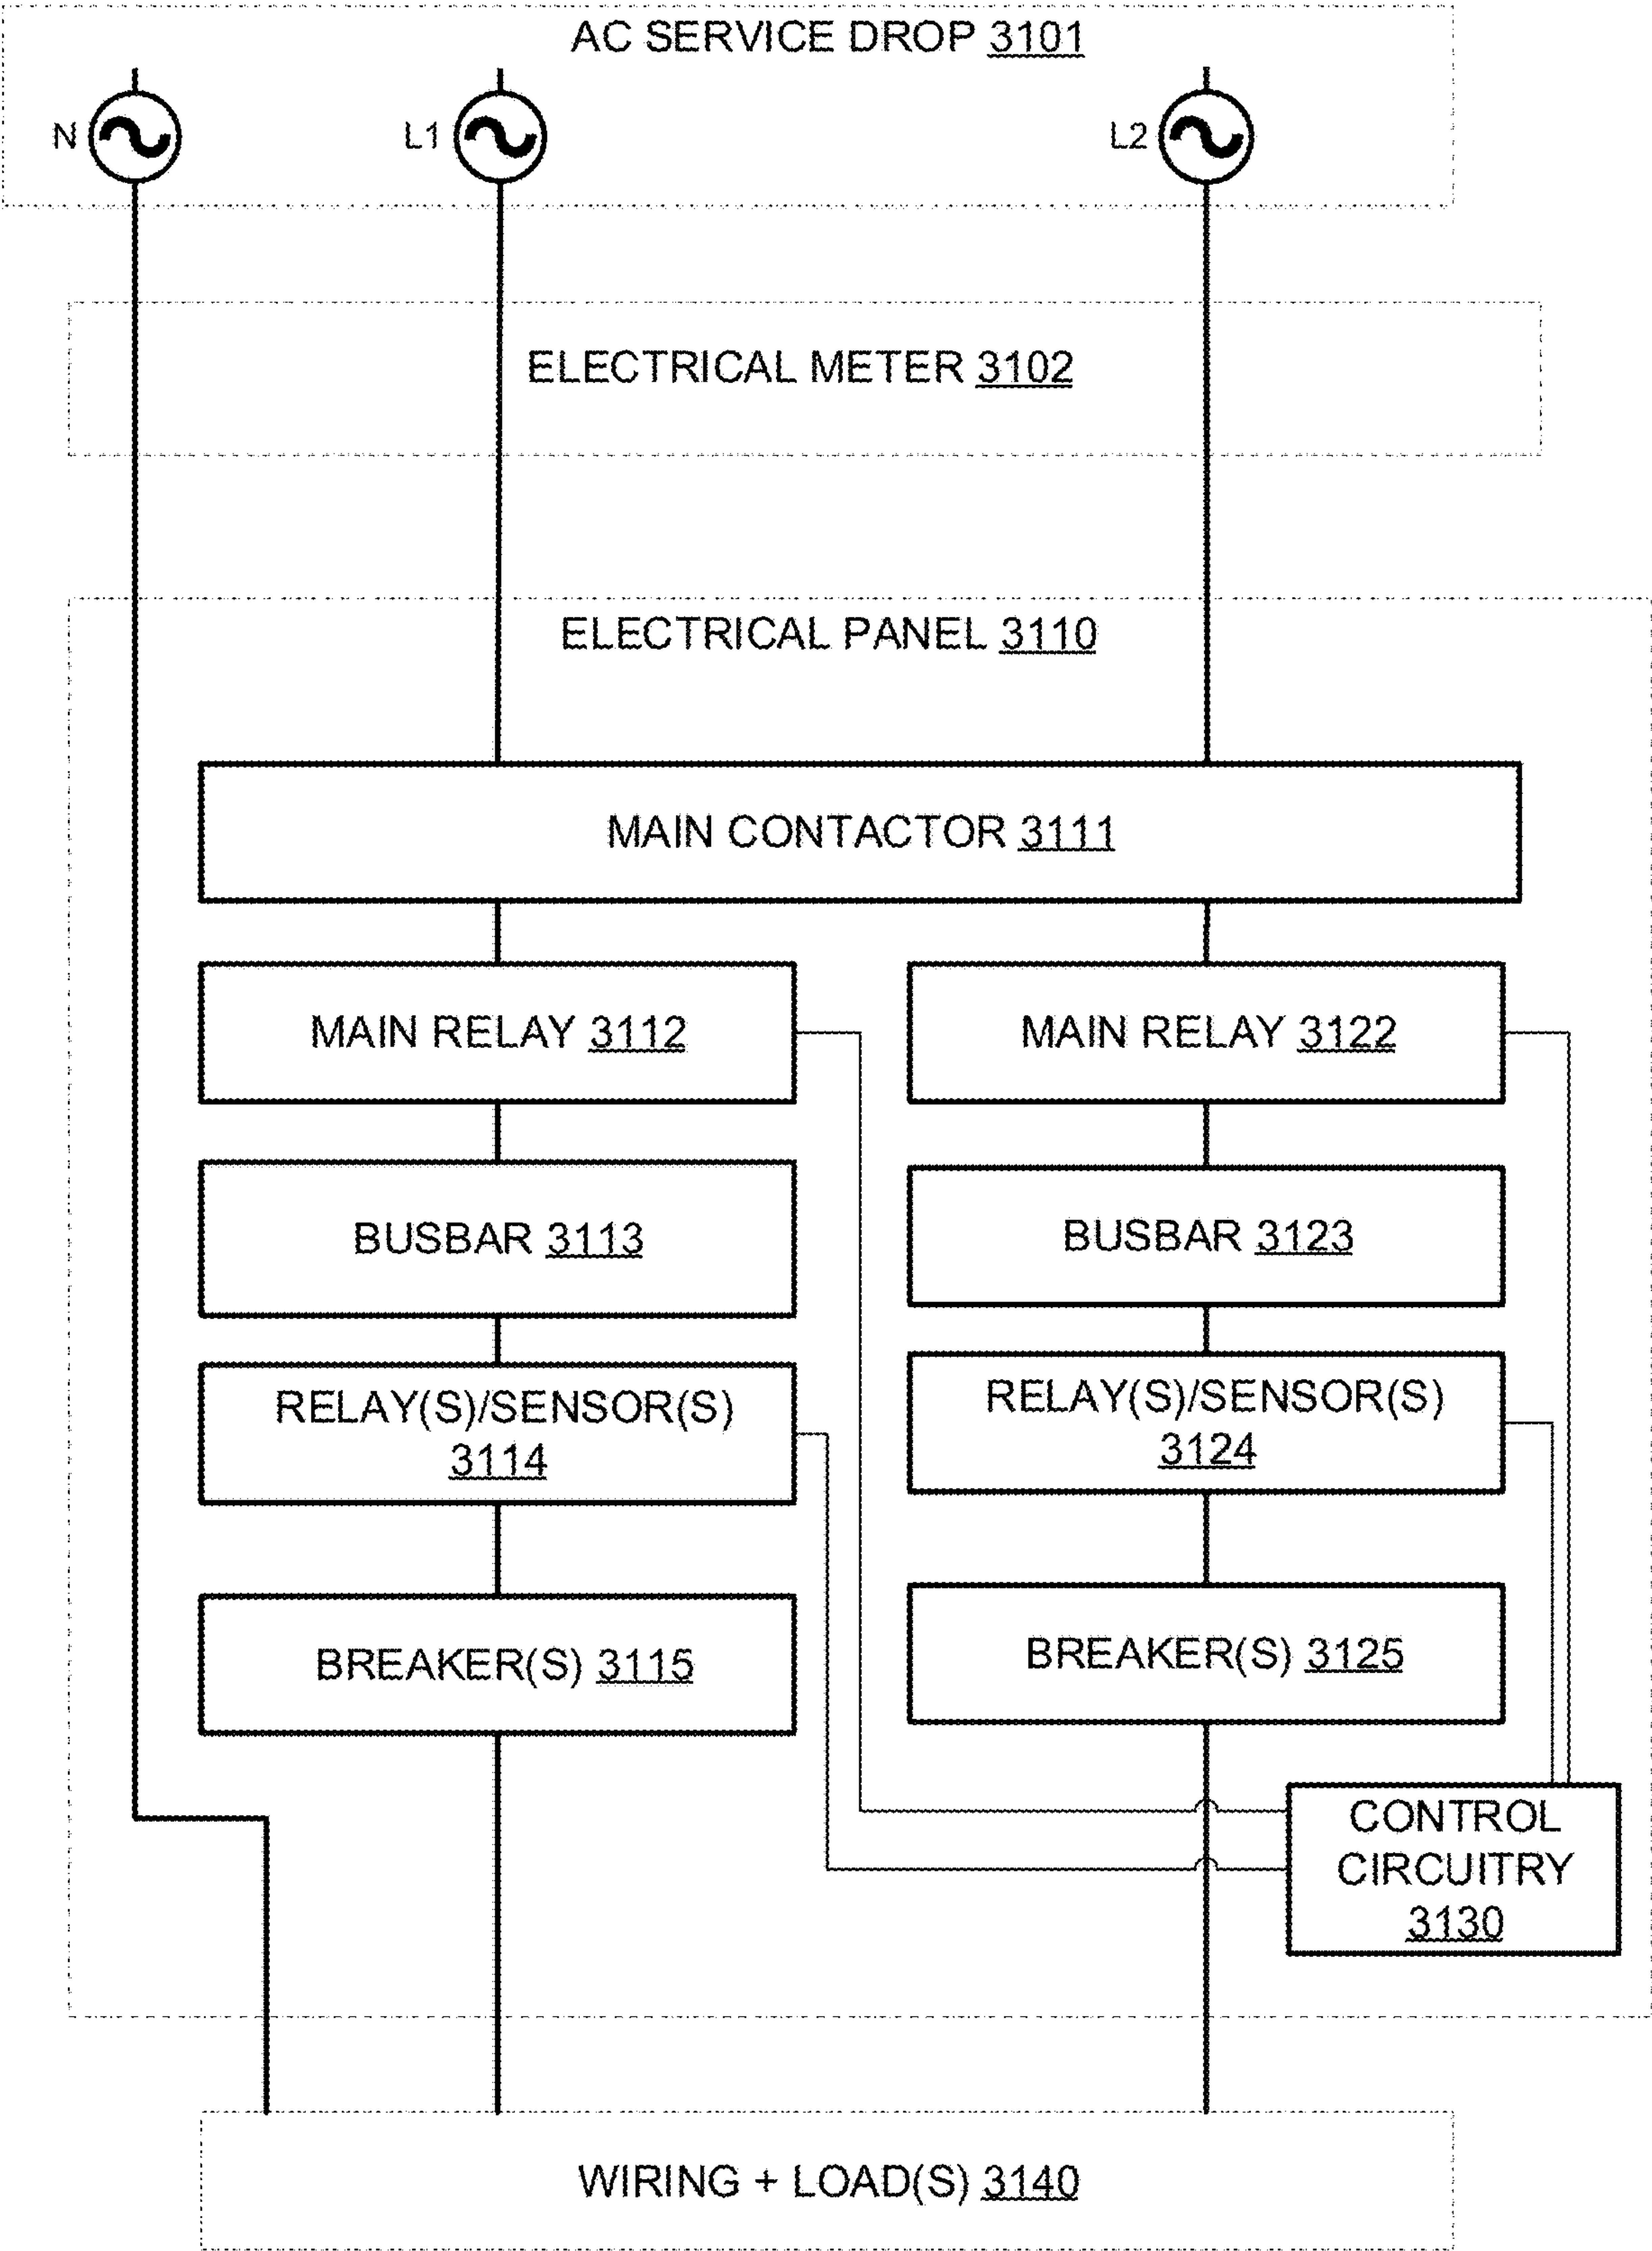 AC SERVICE DROP 3101
N
L1
L2
ELECTRICAL METER 3102
ELECTRICAL PANEL 3110
MAIN CONTACTOR 3111
MAIN RELAY 3112
MAIN RELAY 3122
BUSBAR 3113
BUSBAR 3123
RELAY(S)/SENSOR(S)
3114
RELAY(S)/SENSOR(S)
3124
BREAKER(S) 3115
BREAKER(S) 3125
CONTROL
CIRCUITRY
3130
WIRING + LOAD(S) 3140